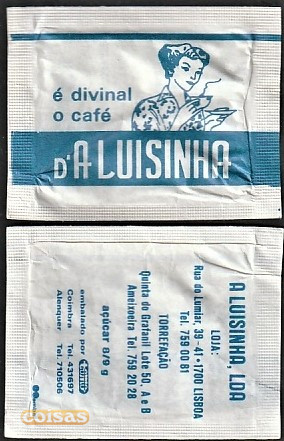 é divinal
o café
D'A LUISINHA
A LUISINHA, LDA
LOJA:
Rua do Lumiar, 39-41 • 1700 LISBOA
Tel. 759 00 81
TORREFAÇÃO
Quinta do Grafanil Lote 50, A e B
Ameixoeira Tel. 759 20 28
açúcar 8/9 g
embalado por
Coimbra Tel. 431697
Alenquer Tel. 710506
coisas